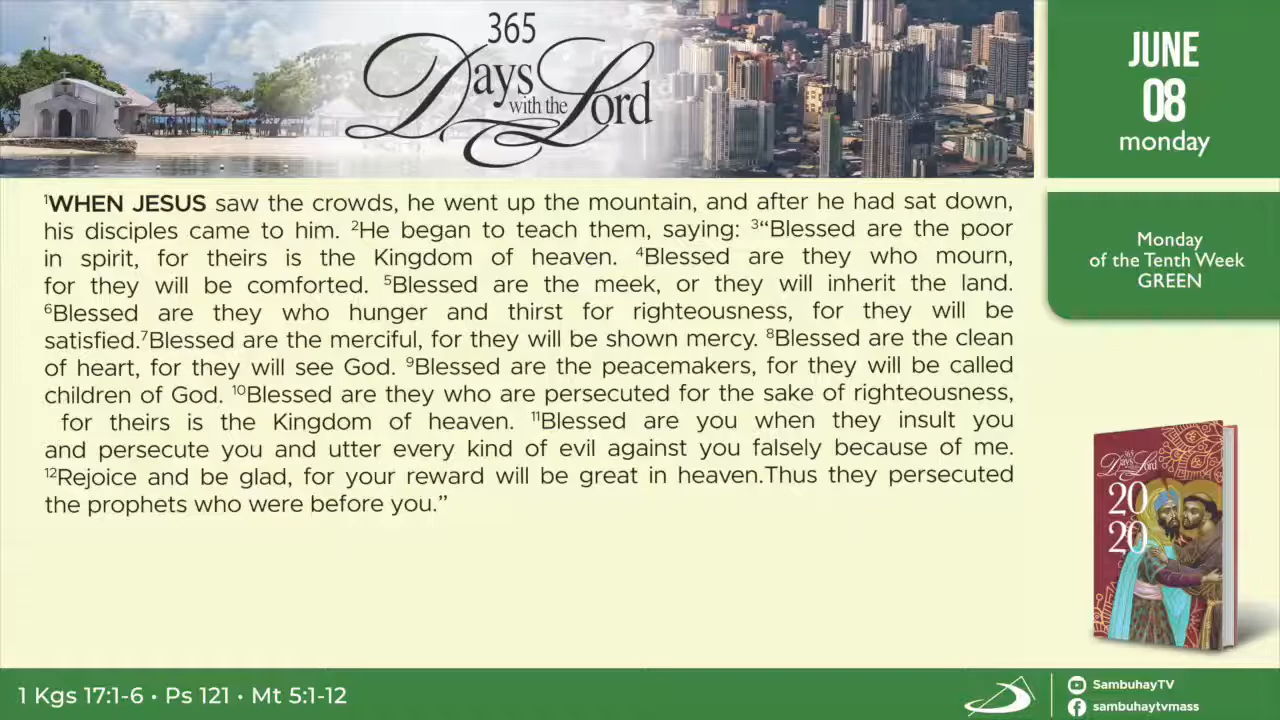 365
Days
with the
Lord
JUNE
08
monday
Monday
of the Tenth Week
GREEN
¹WHEN JESUS saw the crowds, he went up the mountain, and after he had sat down,
his disciples came to him. ²He began to teach them, saying: ³“Blessed are the poor
in spirit, for theirs is the Kingdom of heaven. ⁴Blessed are they who mourn,
for they will be comforted. ⁵Blessed are the meek, or they will inherit the land.
⁶Blessed are they who hunger and thirst for righteousness, for they will be
satisfied.⁷Blessed are the merciful, for they will be shown mercy. ⁸Blessed are the clean
of heart, for they will see God. ⁹Blessed are the peacemakers, for they will be called
children of God. ¹⁰Blessed are they who are persecuted for the sake of righteousness,
for theirs is the Kingdom of heaven. ¹¹Blessed are you when they insult you
and persecute you and utter every kind of evil against you falsely because of me.
¹²Rejoice and be glad, for your reward will be great in heaven.Thus they persecuted
the prophets who were before you.”
365
Days
with the
Lord
20
20
1 Kgs 17:1-6 • Ps 121 • Mt 5:1-12
SambuhayTV
sambuhaytvmass